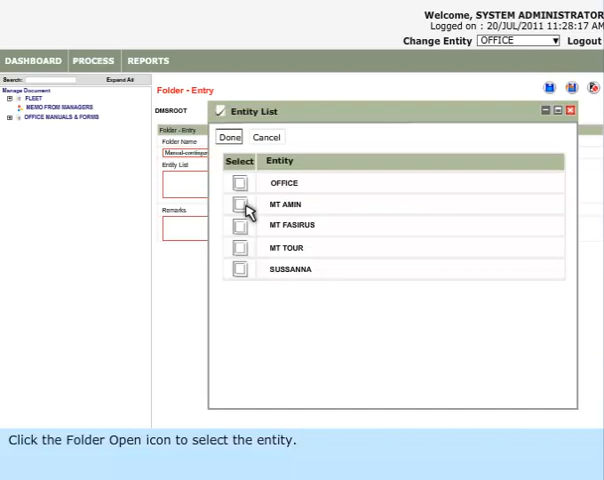 Welcome, SYSTEM ADMINISTRATOR
Logged on : 20/JUL/2011 11:28:17 AM
Change Entity OFFICE Logout
DASHBOARD PROCESS REPORTS
Search: Expand All
Manage Document
FLEET
MEMO FROM MANAGERS
OFFICE MANUALS & FORMS
Folder - Entry
DMSROOT
Folder - Entry
Folder Name
Entity List
Remarks
Entity List
Done Cancel
Select Entity
OFFICE
MT AMIN
MT FASIRUS
MT TOUR
SUSSANNA
Click the Folder Open icon to select the entity.